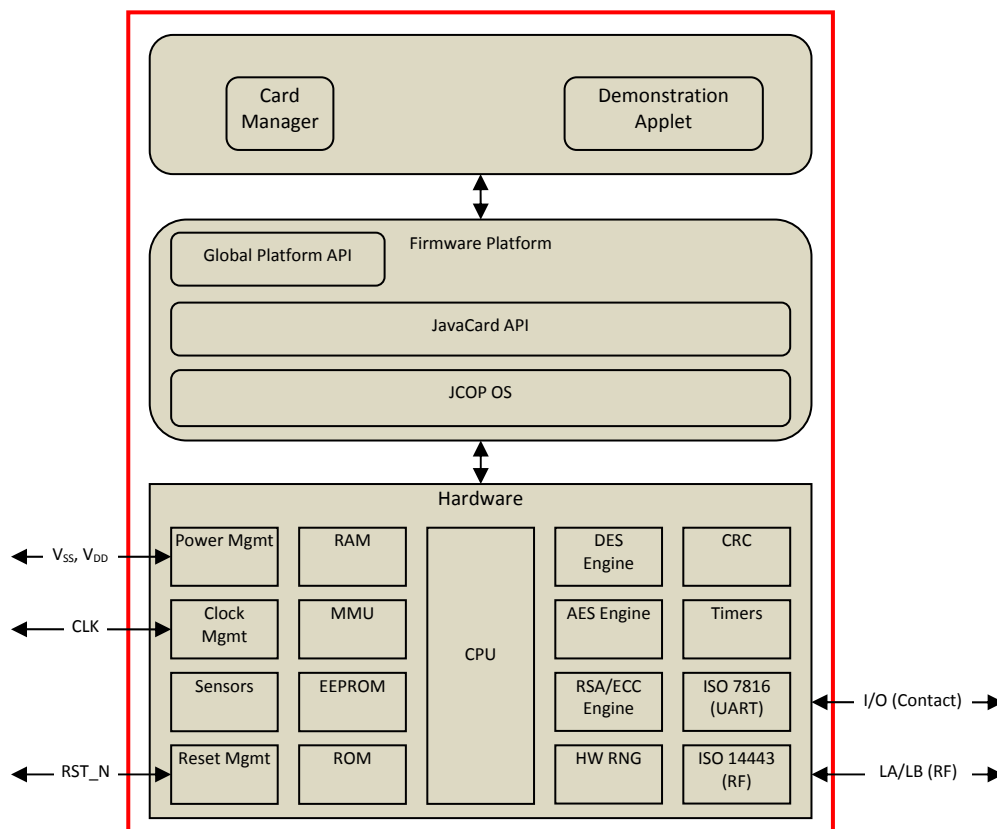 Card
Manager
Demonstration
Applet
Firmware Platform
Global Platform API
JavaCard API
JCOP OS
Hardware
Power Mgmt
RAM
DES
Engine
CRC
VSS, VDD
Clock
Mgmt
MMU
AES Engine
Timers
CLK
CPU
Sensors
EEPROM
RSA/ECC
Engine
ISO 7816
(UART)
I/O (Contact)
Reset Mgmt
ROM
HW RNG
ISO 14443
(RF)
RST_N
LA/LB (RF)